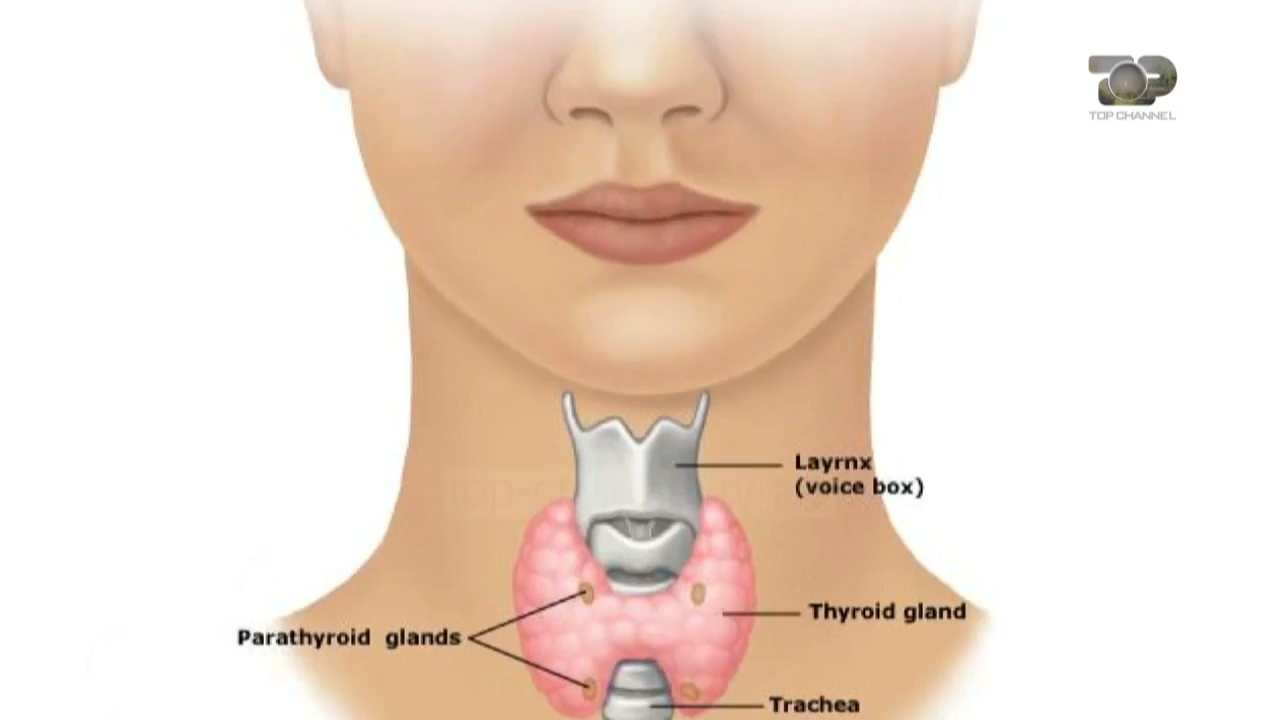 TOP CHANNEL
Layrnx
(voice box)
Thyroid gland
Parathyroid glands
Trachea